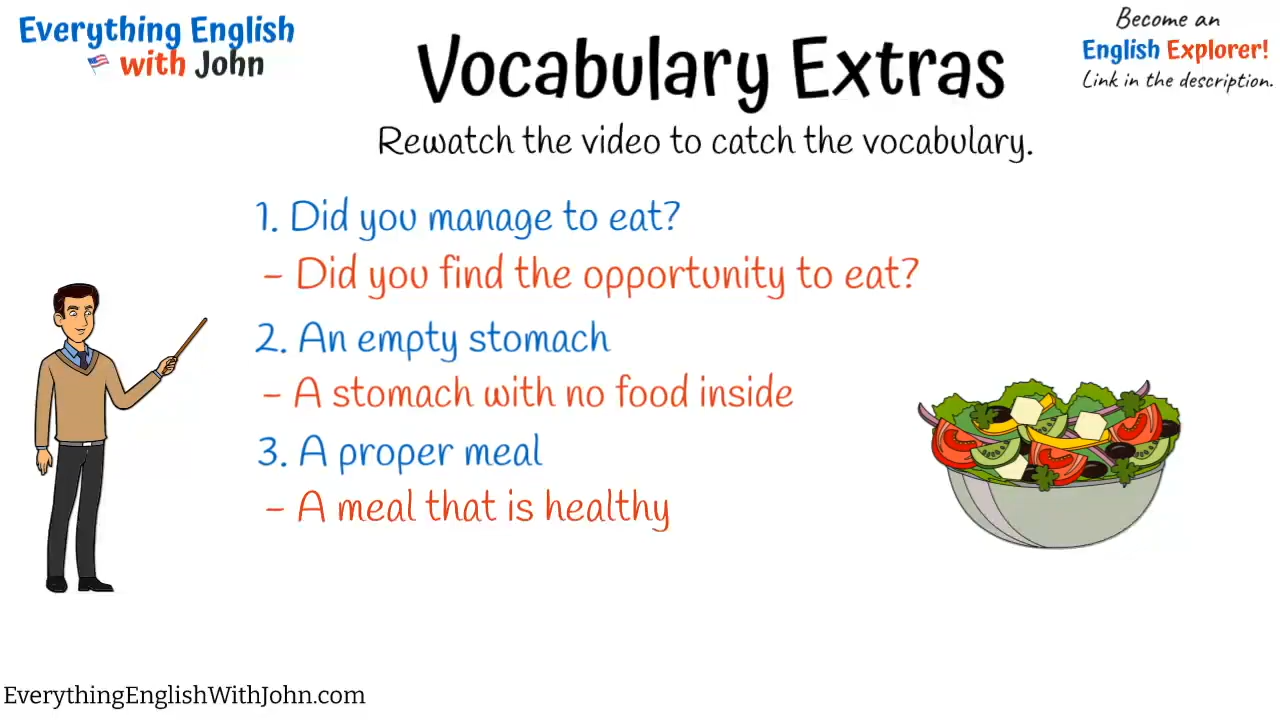 Everything English
with John
Vocabulary Extras
Become an
English Explorer!
Link in the description.
Rewatch the video to catch the vocabulary.
1. Did you manage to eat?
- Did you find the opportunity to eat?
2. An empty stomach
- A stomach with no food inside
3. A proper meal
- A meal that is healthy
EverythingEnglishWithJohn.com